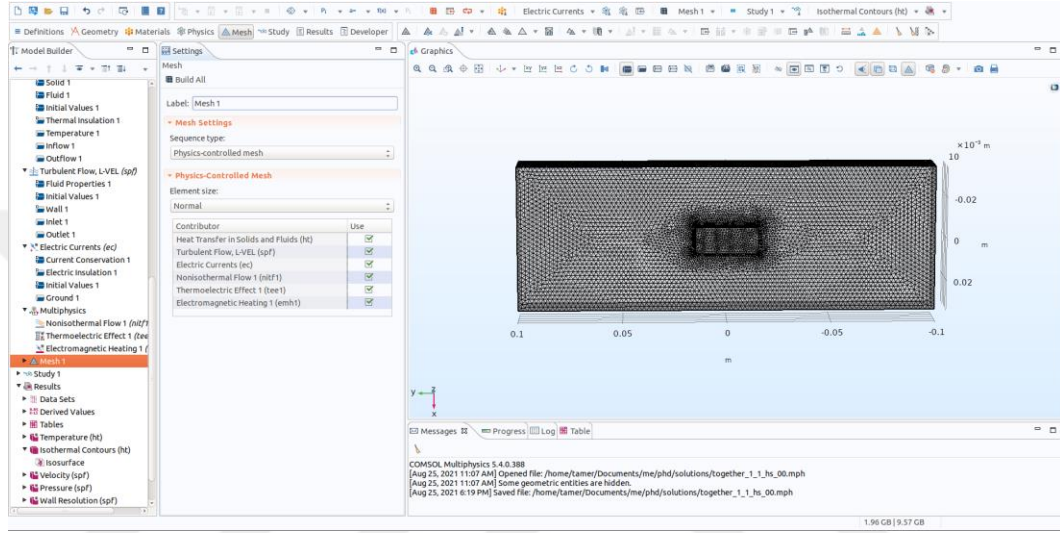 Electric Currents
Mesh 1
Study 1
Isothermal Contours (ht)
Definitions
Geometry
Materials
Physics
Mesh
Study
Results
Developer
Model Builder
Solid 1
Fluid 1
Initial Values 1
Thermal Insulation 1
Temperature 1
Inflow 1
Outflow 1
Turbulent Flow, L-VEL (spf)
Fluid Properties 1
Initial Values 1
Wall 1
Inlet 1
Outlet 1
Electric Currents (ec)
Current Conservation 1
Electric Insulation 1
Initial Values 1
Ground 1
Multiphysics
Nonisothermal Flow 1 (nitf1
Thermoelectric Effect 1 (tee
Electromagnetic Heating 1 (
Mesh 1
Study 1
Results
Data Sets
Derived Values
Tables
Temperature (ht)
Isothermal Contours (ht)
Isosurface
Velocity (spf)
Pressure (spf)
Wall Resolution (spf)
Settings
Mesh
Build All
Label: Mesh 1
Mesh Settings
Sequence type:
Physics-controlled mesh
Physics-Controlled Mesh
Element size:
Normal
Contributor Use
Heat Transfer in Solids and Fluids (ht)
Turbulent Flow, L-VEL (spf)
Electric Currents (ec)
Nonisothermal Flow 1 (nitf1)
Thermoelectric Effect 1 (tee1)
Electromagnetic Heating 1 (emh1)
Graphics
×10⁻³ m
10
-0.02
0 m
0.02
0.1 0.05 0 -0.05 -0.1
m
y z
x
Messages Progress Log Table
COMSOL Multiphysics 5.4.0.388
[Aug 25, 2021 11:07 AM] Opened file: /home/tamer/Documents/me/phd/solutions/together_1_1_hs_00.mph
[Aug 25, 2021 11:07 AM] Some geometric entities are hidden.
[Aug 25, 2021 6:19 PM] Saved file: /home/tamer/Documents/me/phd/solutions/together_1_1_hs_00.mph
1.96 GB | 9.57 GB